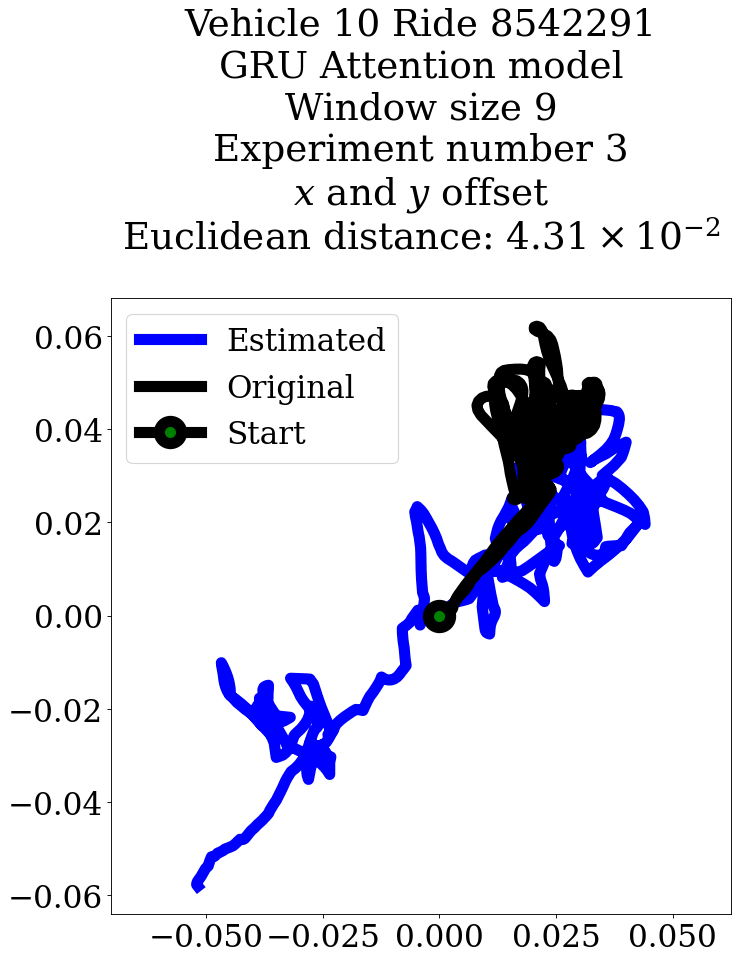 Vehicle 10 Ride 8542291
GRU Attention model
Window size 9
Experiment number 3
x and y offset
Euclidean distance: 4.31 × 10⁻²
Estimated
Original
Start
0.06
0.04
0.02
0.00
−0.02
−0.04
−0.06
−0.050 −0.025 0.000 0.025 0.050